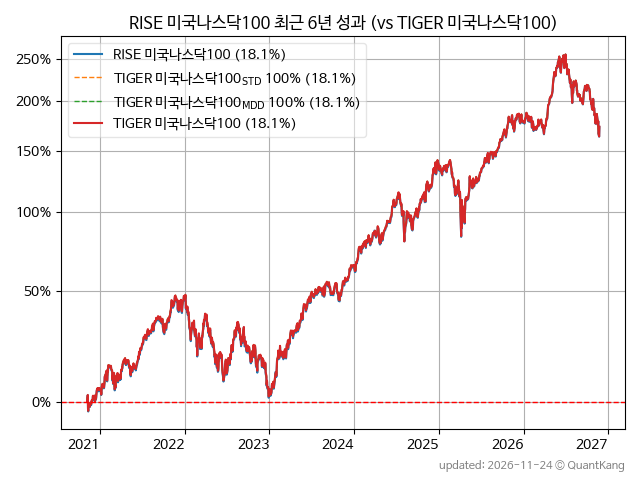 RISE 미국나스닥100 최근 6년 성과 (vs TIGER 미국나스닥100)
RISE 미국나스닥100 (18.1%)
TIGER 미국나스닥100STD 100% (18.1%)
TIGER 미국나스닥100MDD 100% (18.1%)
TIGER 미국나스닥100 (18.1%)
250%
200%
150%
100%
50%
0%
2021 2022 2023 2024 2025 2026 2027
updated: 2026-11-24 © QuantKang